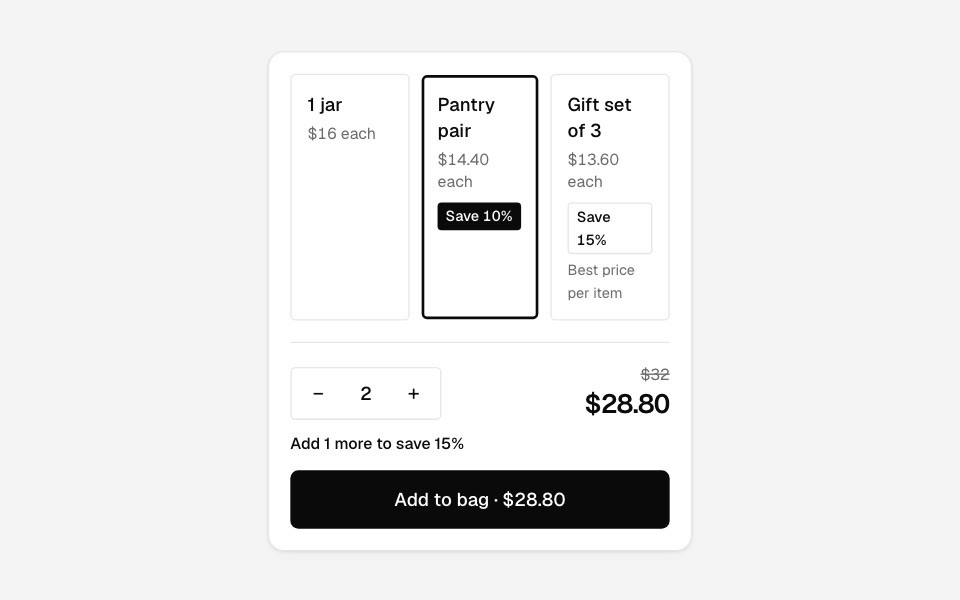 1 jar
$16 each
Pantry
pair
$14.40
each
Save 10%
Gift set
of 3
$13.60
each
Save
15%
Best price
per item
− 2 +
$32
$28.80
Add 1 more to save 15%
Add to bag · $28.80